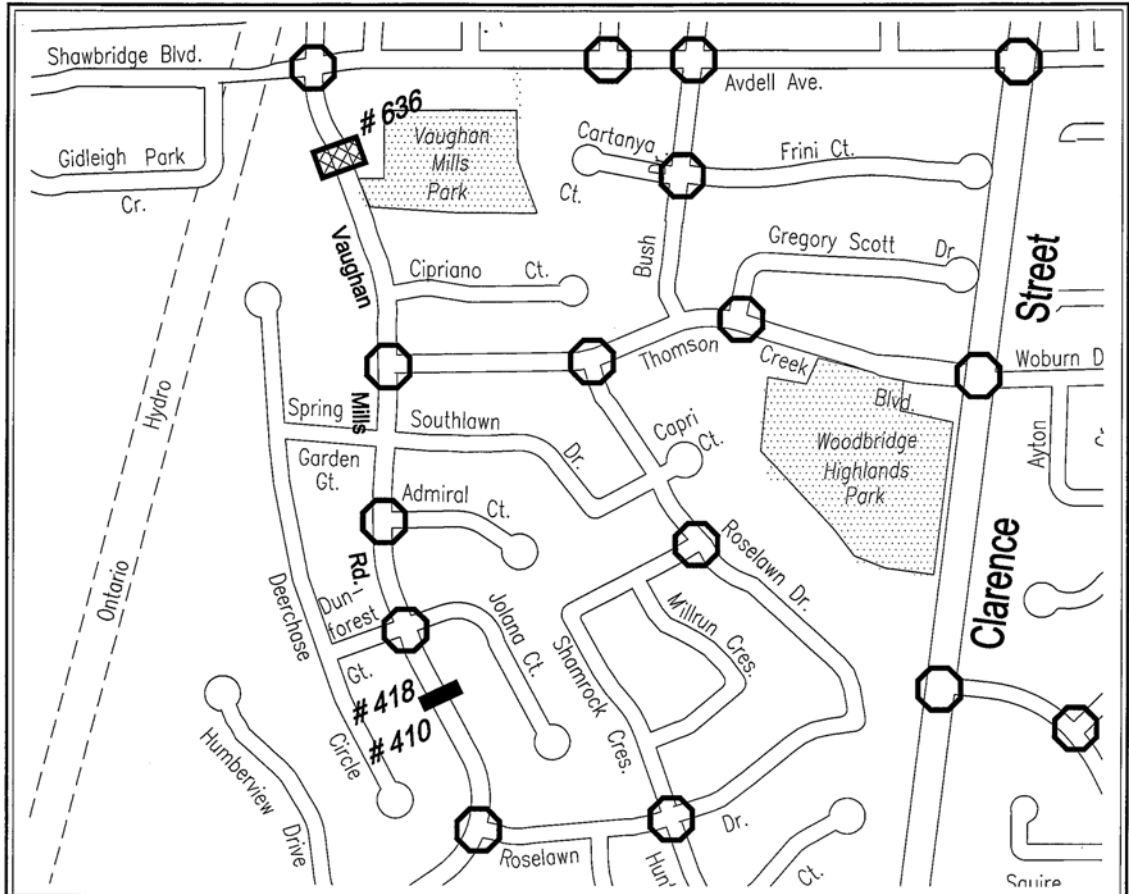 Shawbridge Blvd.
Avdell Ave.
# 636
Vaughan
Mills
Park
Cartanya
Ct.
Frini Ct.
Gidleigh Park
Cr.
Vaughan
Mills
Rd.
Bush
Gregory Scott Dr
Street
Cipriano Ct.
Thomson
Creek
Blvd.
Woburn D
Hydro
Ontario
Spring
Garden
Gt.
Southlawn
Dr.
Capri
Ct.
Woodbridge
Highlands
Park
Ayton
Admiral
Ct.
Roselawn Dr.
Clarence
Deerchase
Circle
Dun-
forest
Gt.
Jolana Ct.
Millrun Cres.
Shamrock
Cres.
# 418
# 410
Humberview
Drive
Roselawn
Dr.
Hun
Ct.
Squire